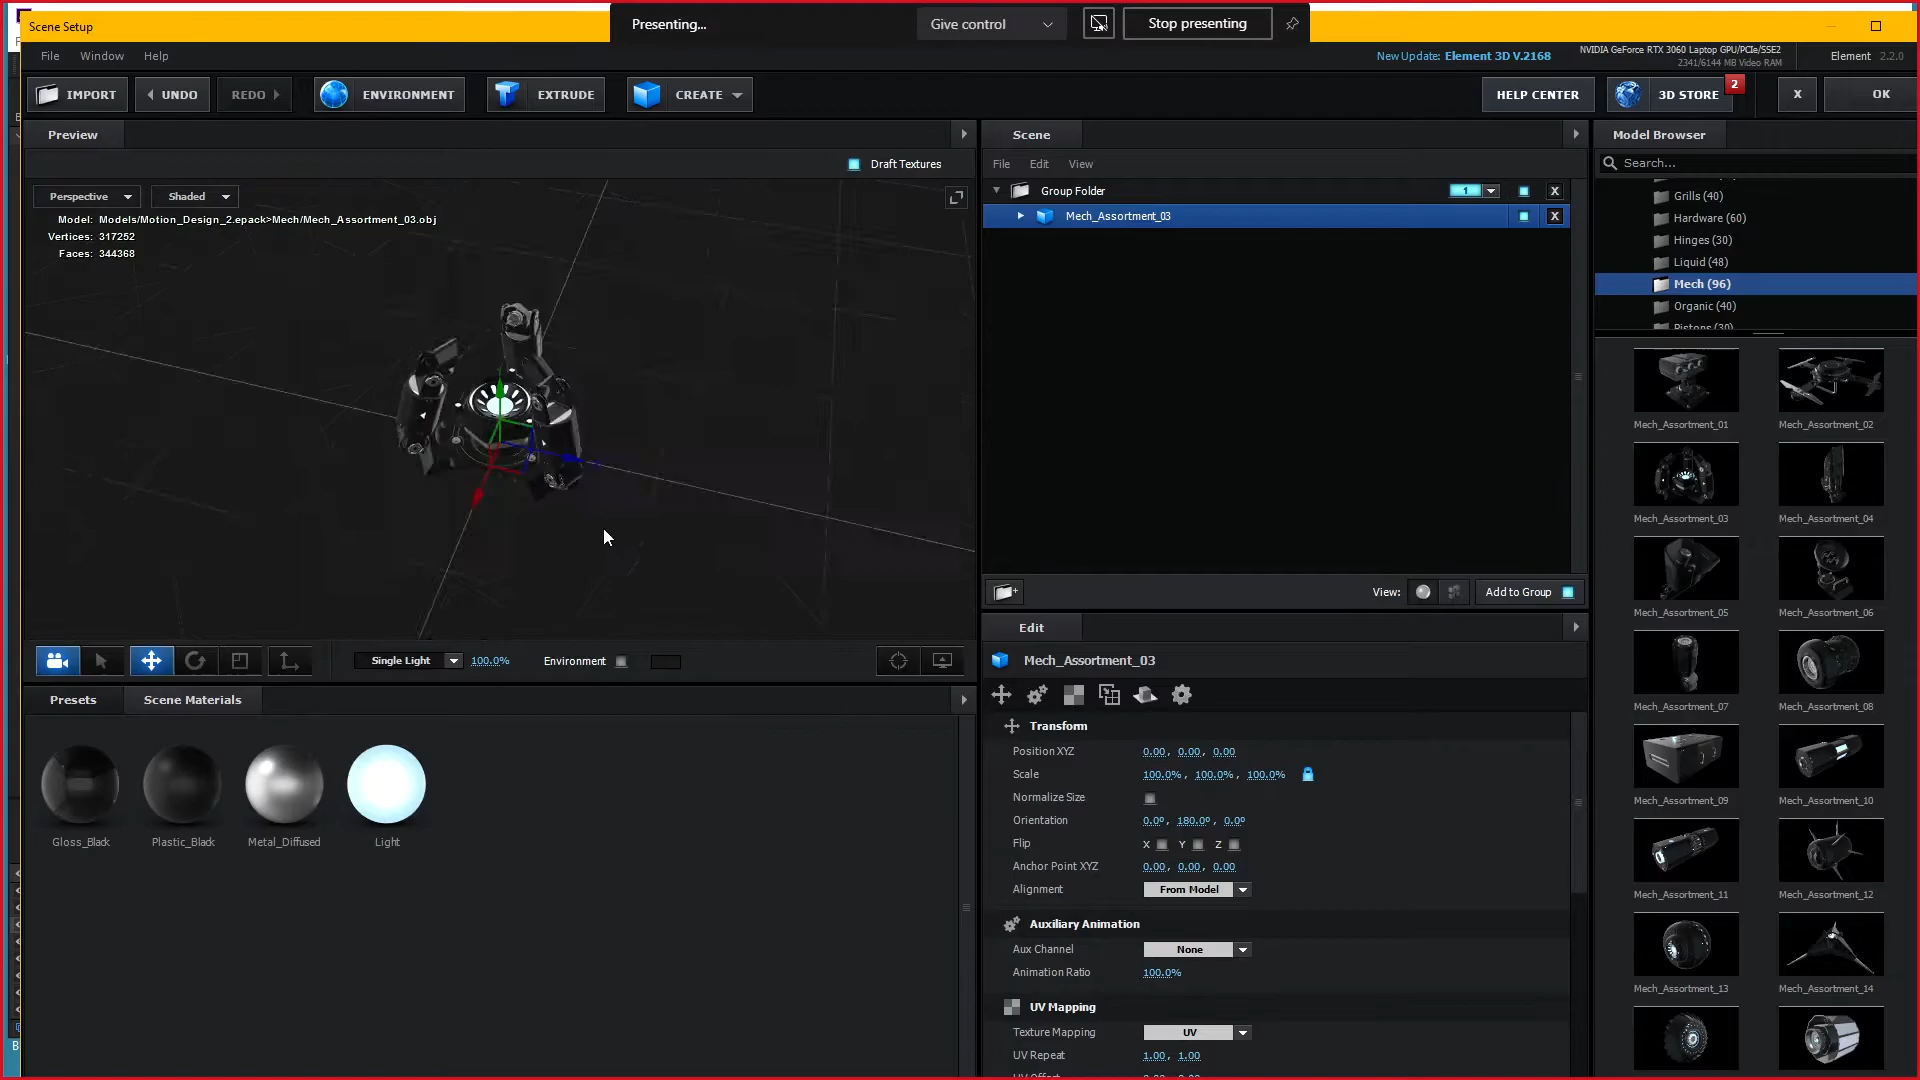 Scene Setup
Presenting...
Give control
Stop presenting
File Window Help
New Update: Element 3D V.2168
NVIDIA GeForce RTX 3060 Laptop GPU/PCIe/SSE2
2341/6144 MB Video RAM
Element 2.2.0
IMPORT
UNDO
REDO
ENVIRONMENT
EXTRUDE
CREATE
HELP CENTER
3D STORE
2
X
OK
Preview
Draft Textures
Perspective
Shaded
Model: Models/Motion_Design_2.epack>Mech/Mech_Assortment_03.obj
Vertices: 317252
Faces: 344368
Single Light
100.0%
Environment
Presets
Scene Materials
Gloss_Black
Plastic_Black
Metal_Diffused
Light
Scene
File Edit View
Group Folder
1
X
Mech_Assortment_03
X
View:
Add to Group
Edit
Mech_Assortment_03
Transform
Position XYZ 0.00, 0.00, 0.00
Scale 100.0%, 100.0%, 100.0%
Normalize Size
Orientation 0.0º, 180.0º, 0.0º
Flip X Y Z
Anchor Point XYZ 0.00, 0.00, 0.00
Alignment From Model
Auxiliary Animation
Aux Channel None
Animation Ratio 100.0%
UV Mapping
Texture Mapping UV
UV Repeat 1.00, 1.00
Model Browser
Search...
Grills (40)
Hardware (60)
Hinges (30)
Liquid (48)
Mech (96)
Organic (40)
Pistons (30)
Mech_Assortment_01
Mech_Assortment_02
Mech_Assortment_03
Mech_Assortment_04
Mech_Assortment_05
Mech_Assortment_06
Mech_Assortment_07
Mech_Assortment_08
Mech_Assortment_09
Mech_Assortment_10
Mech_Assortment_11
Mech_Assortment_12
Mech_Assortment_13
Mech_Assortment_14